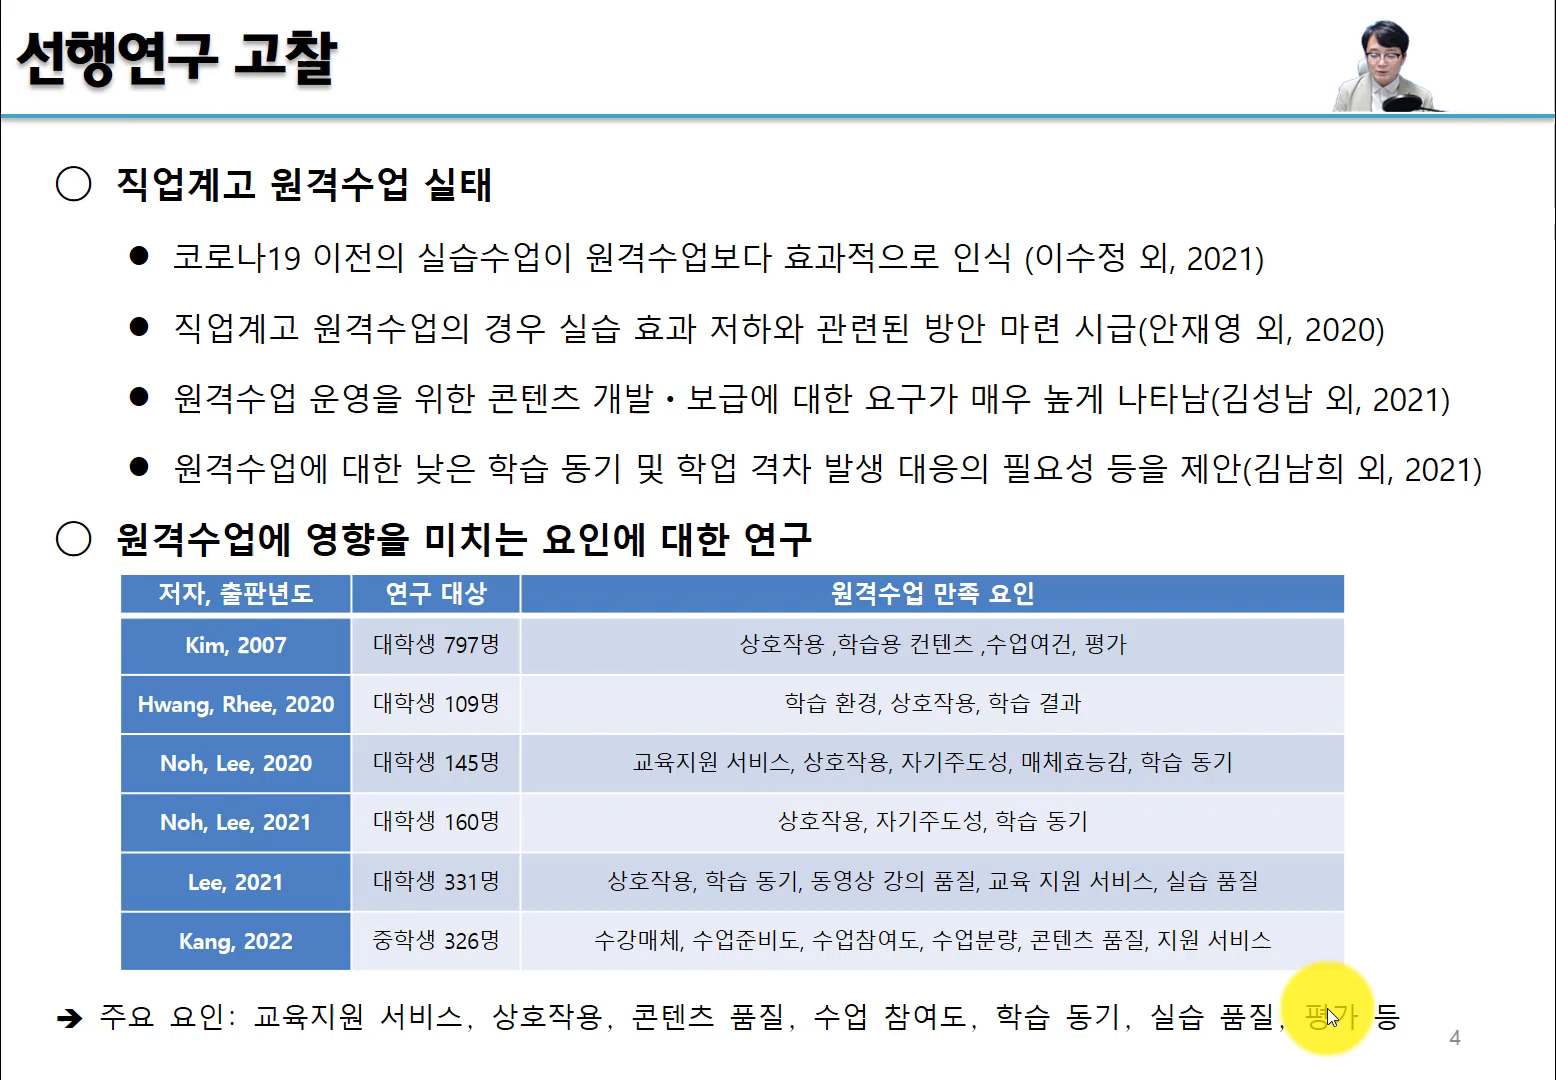 선행연구 고찰
○ 직업계고 원격수업 실태
● 코로나19 이전의 실습수업이 원격수업보다 효과적으로 인식 (이수정 외, 2021)
● 직업계고 원격수업의 경우 실습 효과 저하와 관련된 방안 마련 시급(안재영 외, 2020)
● 원격수업 운영을 위한 콘텐츠 개발・보급에 대한 요구가 매우 높게 나타남(김성남 외, 2021)
● 원격수업에 대한 낮은 학습 동기 및 학업 격차 발생 대응의 필요성 등을 제안(김남희 외, 2021)
○ 원격수업에 영향을 미치는 요인에 대한 연구
저자, 출판년도 연구 대상 원격수업 만족 요인
Kim, 2007 대학생 797명 상호작용 ,학습용 컨텐츠 ,수업여건, 평가
Hwang, Rhee, 2020 대학생 109명 학습 환경, 상호작용, 학습 결과
Noh, Lee, 2020 대학생 145명 교육지원 서비스, 상호작용, 자기주도성, 매체효능감, 학습 동기
Noh, Lee, 2021 대학생 160명 상호작용, 자기주도성, 학습 동기
Lee, 2021 대학생 331명 상호작용, 학습 동기, 동영상 강의 품질, 교육 지원 서비스, 실습 품질
Kang, 2022 중학생 326명 수강매체, 수업준비도, 수업참여도, 수업분량, 콘텐츠 품질, 지원 서비스
➔ 주요 요인: 교육지원 서비스, 상호작용, 콘텐츠 품질, 수업 참여도, 학습 동기, 실습 품질, 평가 등
4